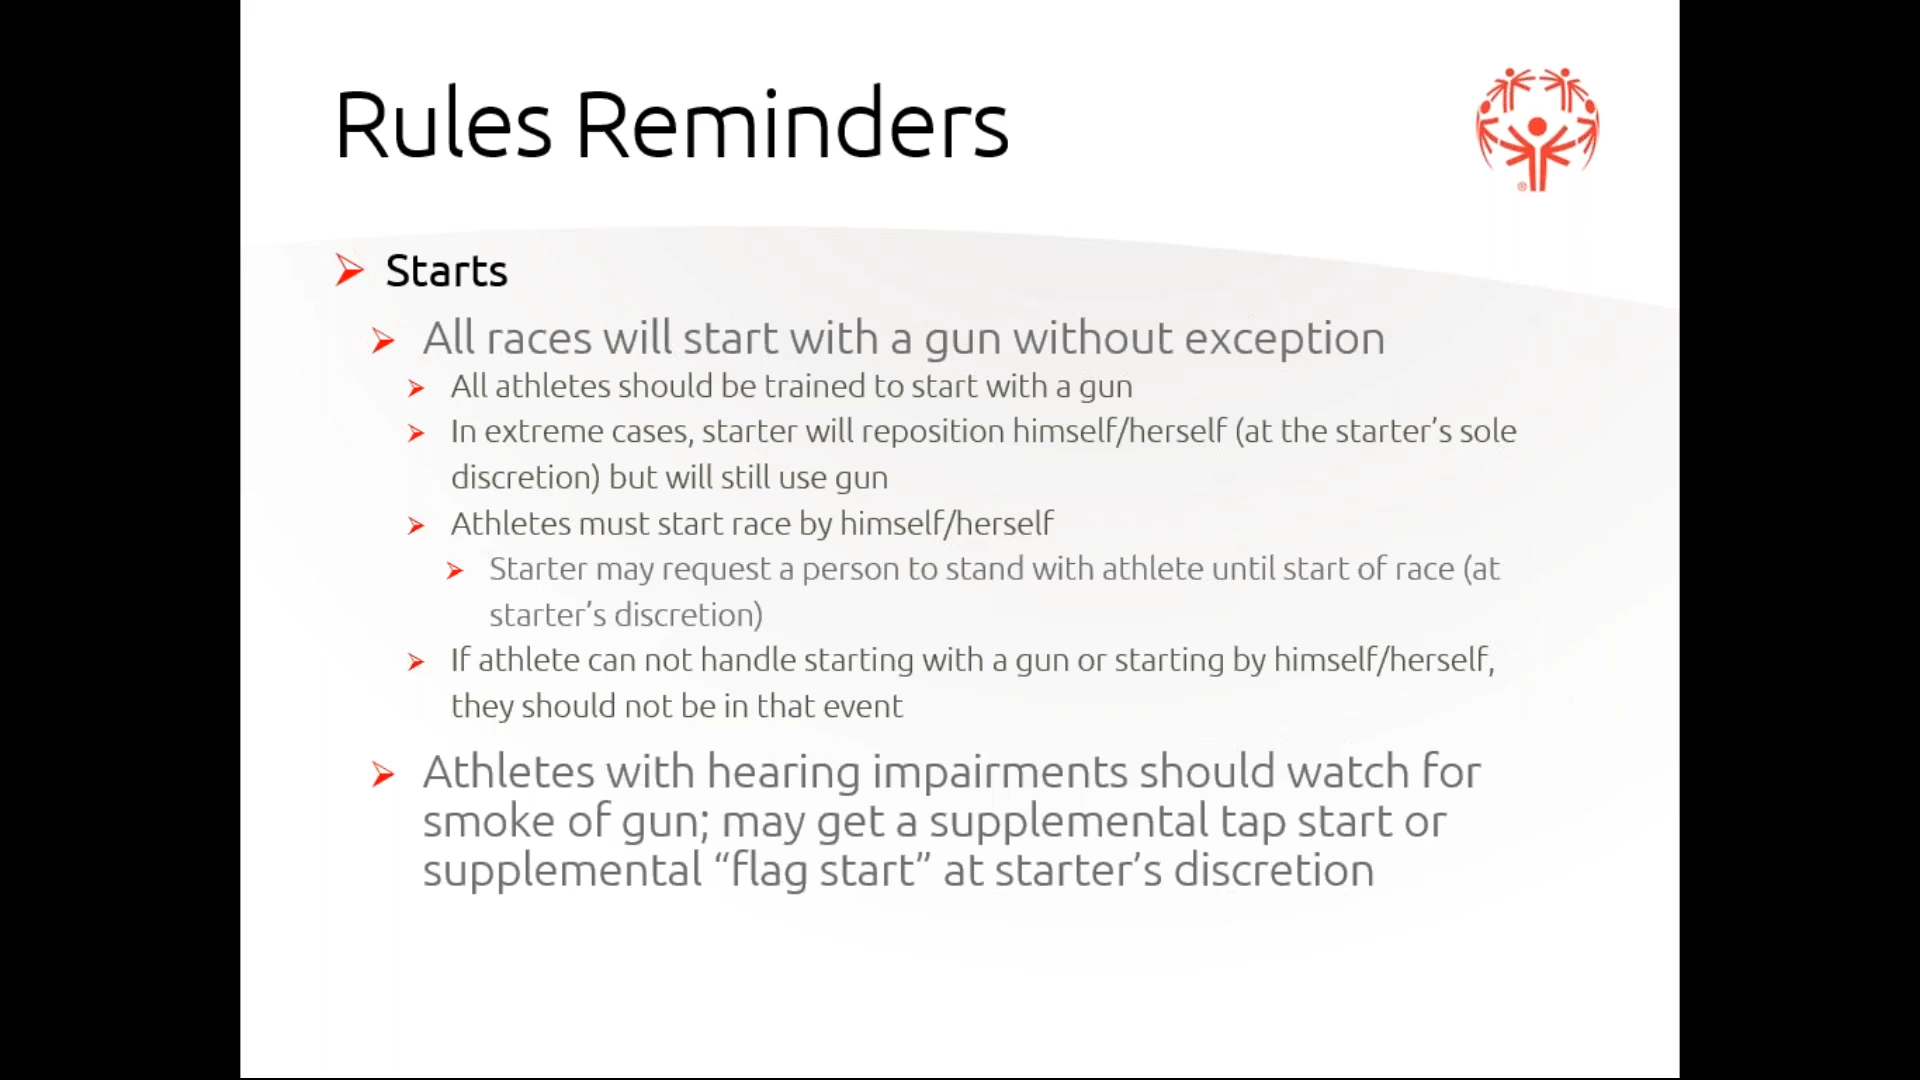 Rules Reminders
®
Starts
All races will start with a gun without exception
All athletes should be trained to start with a gun
In extreme cases, starter will reposition himself/herself (at the starter’s sole
discretion) but will still use gun
Athletes must start race by himself/herself
Starter may request a person to stand with athlete until start of race (at
starter’s discretion)
If athlete can not handle starting with a gun or starting by himself/herself,
they should not be in that event
Athletes with hearing impairments should watch for
smoke of gun; may get a supplemental tap start or
supplemental “flag start” at starter’s discretion